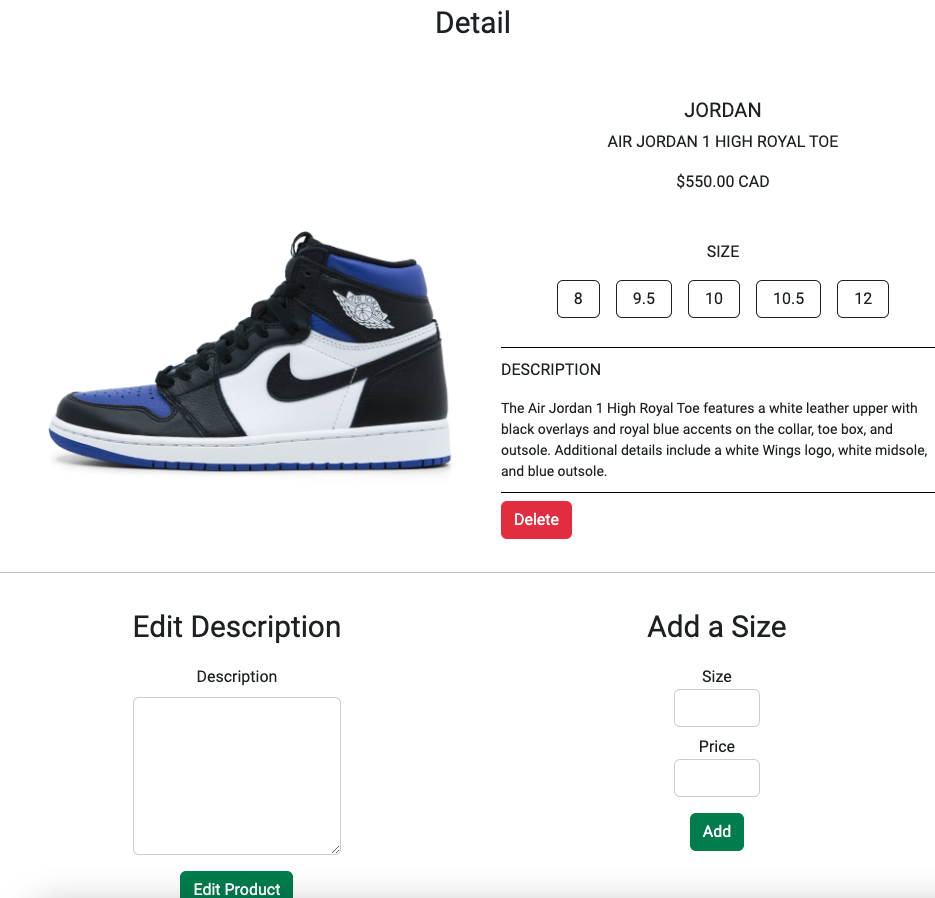 Detail
JORDAN
AIR JORDAN 1 HIGH ROYAL TOE
$550.00 CAD
SIZE
8 9.5 10 10.5 12
DESCRIPTION
The Air Jordan 1 High Royal Toe features a white leather upper with
black overlays and royal blue accents on the collar, toe box, and
outsole. Additional details include a white Wings logo, white midsole,
and blue outsole.
Delete
Edit Description
Description
Edit Product
Add a Size
Size
Price
Add